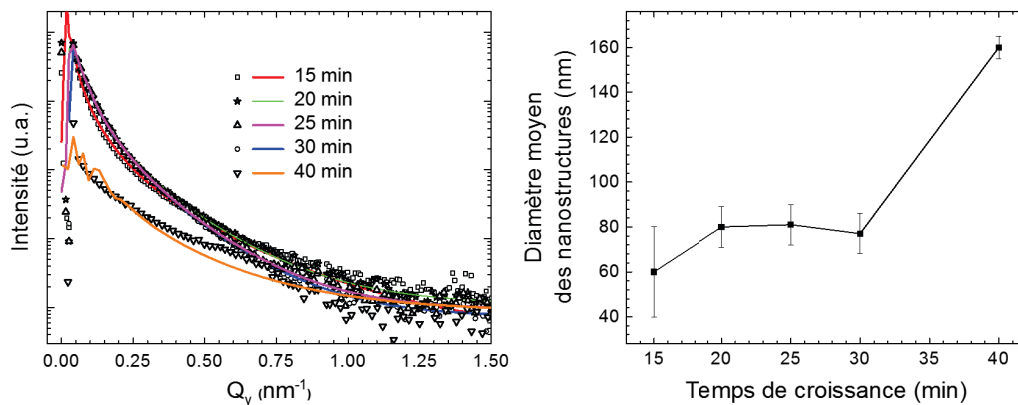 Intensité (u.a.)
15 min
20 min
25 min
30 min
40 min
0.00 0.25 0.50 0.75 1.00 1.25 1.50
Qy (nm-1)
Diamètre moyen
des nanostructures (nm)
160
140
120
100
80
60
40
15 20 25 30 35 40
Temps de croissance (min)